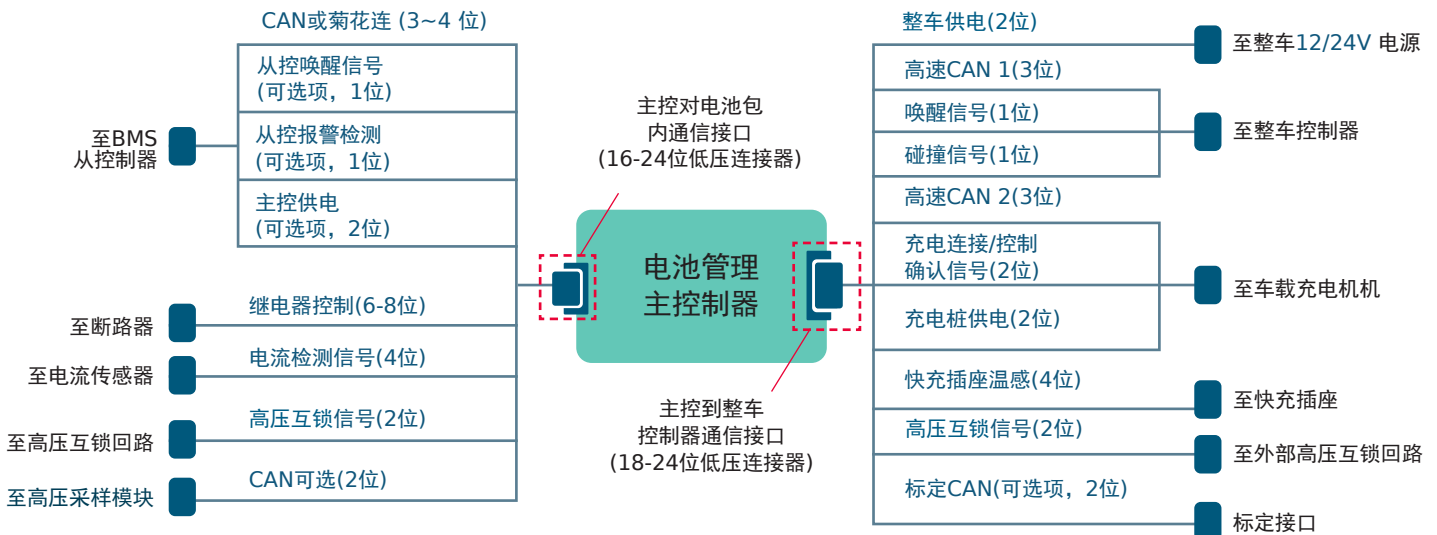 CAN或菊花连 (3~4 位)
从控唤醒信号
(可选项，1位)
从控报警检测
(可选项，1位)
主控供电
(可选项，2位)
至BMS
从控制器
继电器控制(6-8位)
至断路器
电流检测信号(4位)
至电流传感器
高压互锁信号(2位)
至高压互锁回路
CAN可选(2位)
至高压采样模块
主控对电池包
内通信接口
(16-24位低压连接器)
电池管理
主控制器
主控到整车
控制器通信接口
(18-24位低压连接器)
整车供电(2位)
至整车12/24V 电源
高速CAN 1(3位)
唤醒信号(1位)
碰撞信号(1位)
至整车控制器
高速CAN 2(3位)
充电连接/控制
确认信号(2位)
充电桩供电(2位)
至车载充电机机
快充插座温感(4位)
至快充插座
高压互锁信号(2位)
至外部高压互锁回路
标定CAN(可选项，2位)
标定接口